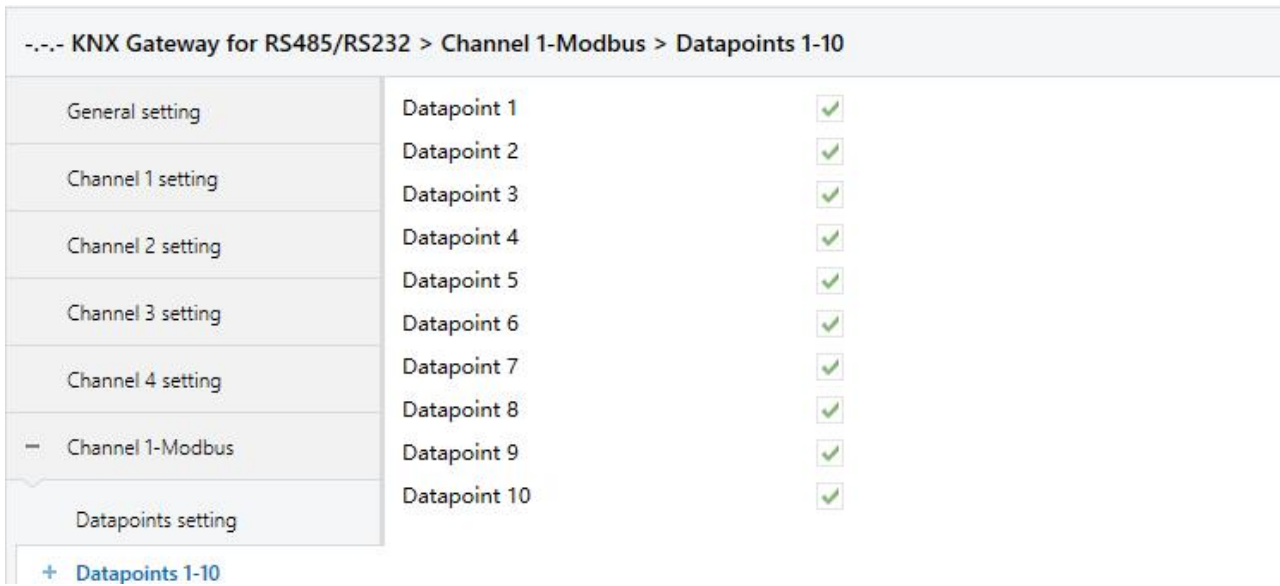 -.-.- KNX Gateway for RS485/RS232 > Channel 1-Modbus > Datapoints 1-10
General setting
Channel 1 setting
Channel 2 setting
Channel 3 setting
Channel 4 setting
− Channel 1-Modbus
Datapoints setting
+ Datapoints 1-10
Datapoint 1
Datapoint 2
Datapoint 3
Datapoint 4
Datapoint 5
Datapoint 6
Datapoint 7
Datapoint 8
Datapoint 9
Datapoint 10